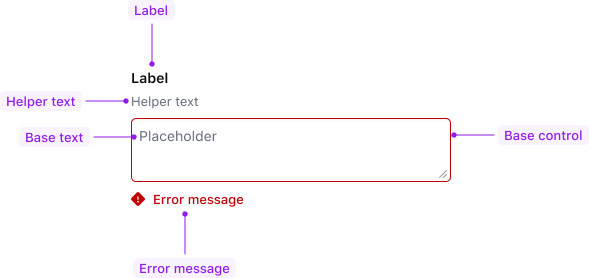 Label
Label
Helper text
Helper text
Base text
Placeholder
Base control
Error message
Error message